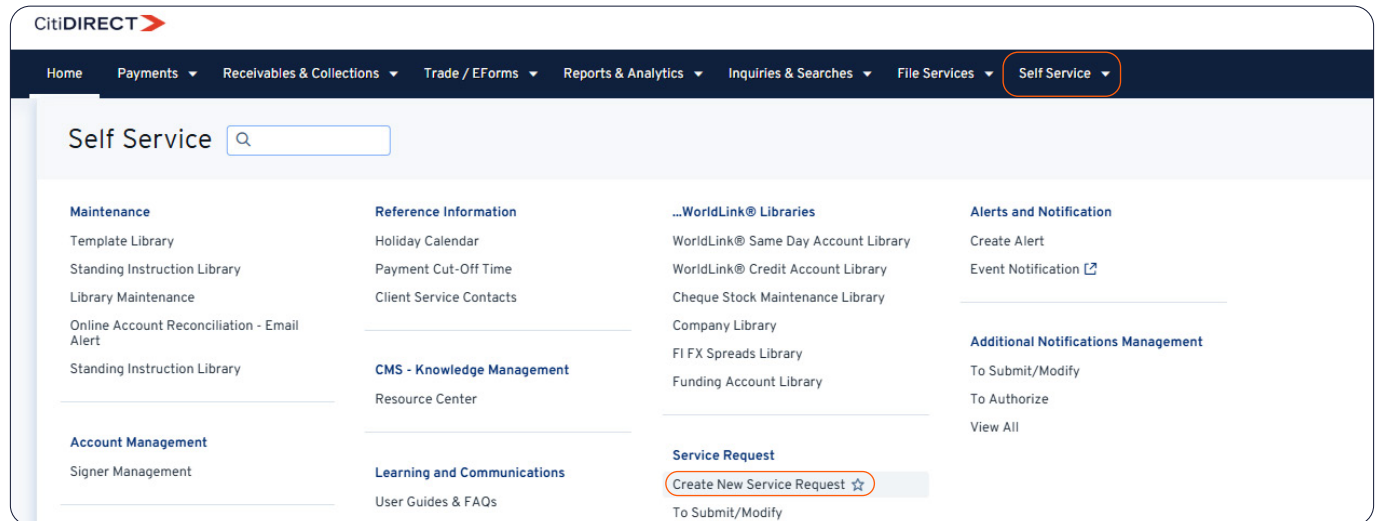 CitiDIRECT
Home Payments Receivables & Collections Trade / EForms Reports & Analytics Inquiries & Searches File Services Self Service
Self Service
Maintenance
Template Library
Standing Instruction Library
Library Maintenance
Online Account Reconciliation - Email
Alert
Standing Instruction Library
Account Management
Signer Management
Reference Information
Holiday Calendar
Payment Cut-Off Time
Client Service Contacts
CMS - Knowledge Management
Resource Center
Learning and Communications
User Guides & FAQs
...WorldLink® Libraries
WorldLink® Same Day Account Library
WorldLink® Credit Account Library
Cheque Stock Maintenance Library
Company Library
FI FX Spreads Library
Funding Account Library
Service Request
Create New Service Request
To Submit/Modify
Alerts and Notification
Create Alert
Event Notification
Additional Notifications Management
To Submit/Modify
To Authorize
View All